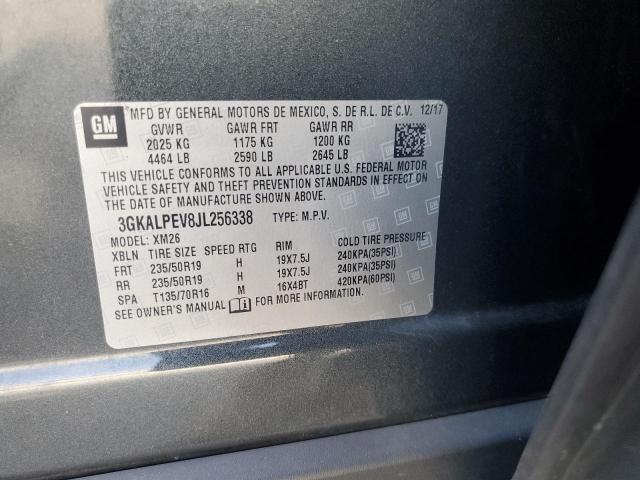 GM MFD BY GENERAL MOTORS DE MEXICO, S. DE R.L. DE C.V. 12/17
GVWR GAWR FRT GAWR RR
2025 KG 1175 KG 1200 KG
4464 LB 2590 LB 2645 LB
THIS VEHICLE CONFORMS TO ALL APPLICABLE U.S. FEDERAL MOTOR
VEHICLE SAFETY AND THEFT PREVENTION STANDARDS IN EFFECT ON
THE DATE OF MANUFACTURE SHOWN ABOVE.
3GKALPEV8JL256338 TYPE: M.P.V.
MODEL: XM26
XBLN TIRE SIZE SPEED RTG RIM COLD TIRE PRESSURE
FRT 235/50R19 H 19X7.5J 240KPA(35PSI)
RR 235/50R19 H 19X7.5J 240KPA(35PSI)
SPA T135/70R16 M 16X4BT 420KPA(60PSI)
SEE OWNER'S MANUAL